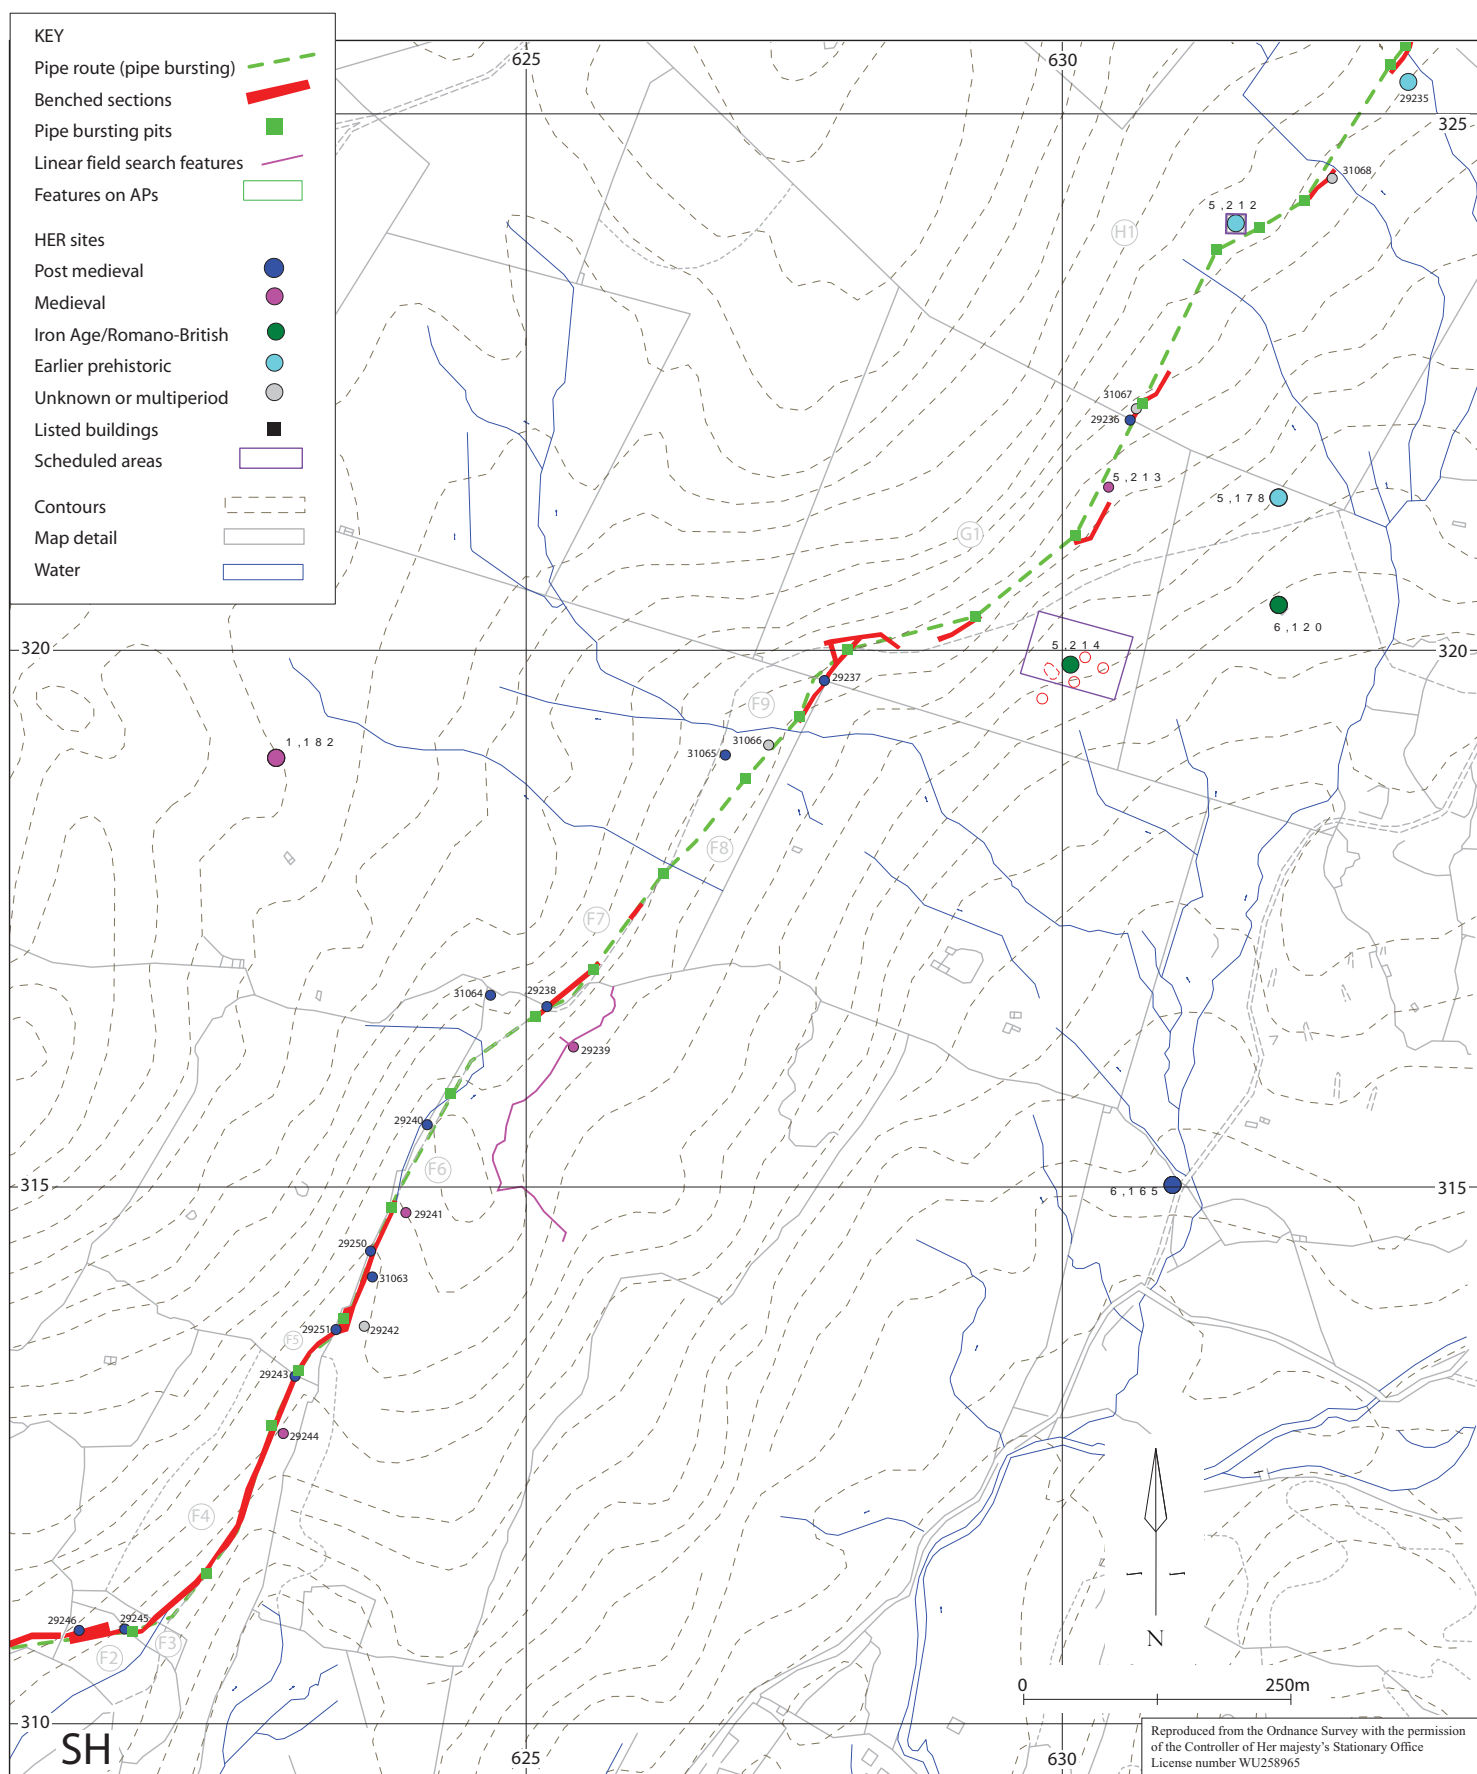 KEY
Pipe route (pipe bursting)
Benched sections
Pipe bursting pits
Linear field search features
Features on APs
HER sites
Post medieval
Medieval
Iron Age/Romano-British
Earlier prehistoric
Unknown or multiperiod
Listed buildings
Scheduled areas
Contours
Map detail
Water
625
630
29235
325
31068
5,212
H1
31067
29236
5,213
5,178
G1
6,120
320
5,214
320
29237
F9
1,182
31066
31065
F8
F7
31064
29238
29239
29240
F6
315
6,165
315
29241
29250
31063
29251
29242
F5
29243
29244
F4
29246
29245
F3
F2
N
0
250m
310
SH
625
630
Reproduced from the Ordnance Survey with the permission
of the Controller of Her majesty's Stationary Office
License number WU258965